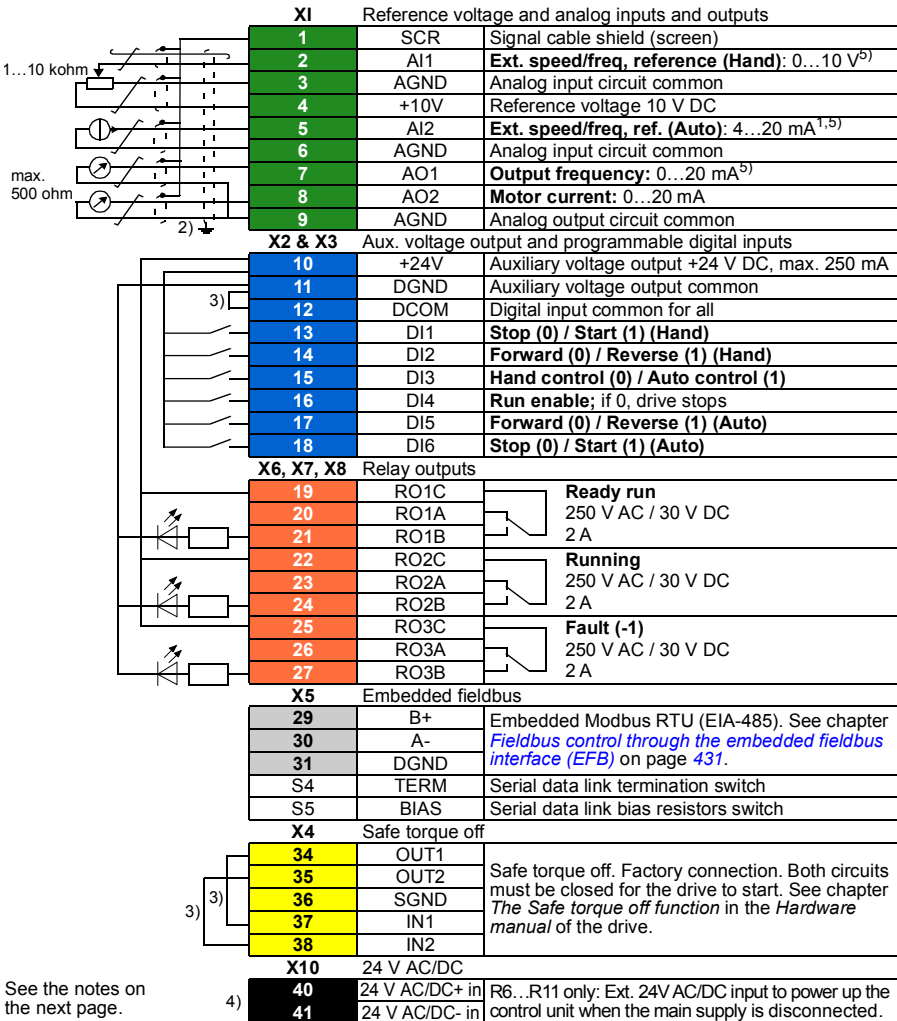 XI Reference voltage and analog inputs and outputs
1 SCR Signal cable shield (screen)
1…10 kohm 2 AI1 Ext. speed/freq, reference (Hand): 0…10 V5)
3 AGND Analog input circuit common
4 +10V Reference voltage 10 V DC
5 AI2 Ext. speed/freq, ref. (Auto): 4…20 mA1,5)
6 AGND Analog input circuit common
max. 500 ohm 7 AO1 Output frequency: 0…20 mA5)
8 AO2 Motor current: 0…20 mA
2) 9 AGND Analog output circuit common
X2 & X3 Aux. voltage output and programmable digital inputs
10 +24V Auxiliary voltage output +24 V DC, max. 250 mA
11 DGND Auxiliary voltage output common
3) 12 DCOM Digital input common for all
13 DI1 Stop (0) / Start (1) (Hand)
14 DI2 Forward (0) / Reverse (1) (Hand)
15 DI3 Hand control (0) / Auto control (1)
16 DI4 Run enable; if 0, drive stops
17 DI5 Forward (0) / Reverse (1) (Auto)
18 DI6 Stop (0) / Start (1) (Auto)
X6, X7, X8 Relay outputs
19 RO1C Ready run
20 RO1A 250 V AC / 30 V DC
21 RO1B 2 A
22 RO2C Running
23 RO2A 250 V AC / 30 V DC
24 RO2B 2 A
25 RO3C Fault (-1)
26 RO3A 250 V AC / 30 V DC
27 RO3B 2 A
X5 Embedded fieldbus
29 B+ Embedded Modbus RTU (EIA-485). See chapter
30 A- Fieldbus control through the embedded fieldbus
31 DGND interface (EFB) on page 431.
S4 TERM Serial data link termination switch
S5 BIAS Serial data link bias resistors switch
X4 Safe torque off
34 OUT1
35 OUT2 Safe torque off. Factory connection. Both circuits
3) 3) 36 SGND must be closed for the drive to start. See chapter
37 IN1 The Safe torque off function in the Hardware
38 IN2 manual of the drive.
X10 24 V AC/DC
See the notes on the next page. 4) 40 24 V AC/DC+ in R6…R11 only: Ext. 24V AC/DC input to power up the
41 24 V AC/DC- in control unit when the main supply is disconnected.